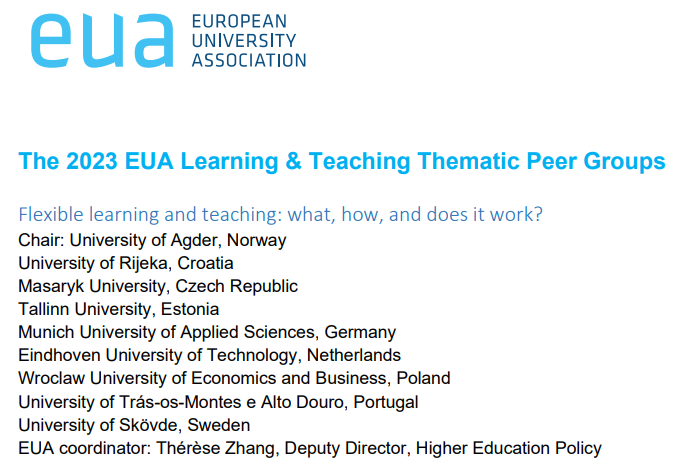 eua
EUROPEAN
UNIVERSITY
ASSOCIATION
The 2023 EUA Learning & Teaching Thematic Peer Groups
Flexible learning and teaching: what, how, and does it work?
Chair: University of Agder, Norway
University of Rijeka, Croatia
Masaryk University, Czech Republic
Tallinn University, Estonia
Munich University of Applied Sciences, Germany
Eindhoven University of Technology, Netherlands
Wroclaw University of Economics and Business, Poland
University of Trás-os-Montes e Alto Douro, Portugal
University of Skövde, Sweden
EUA coordinator: Thérèse Zhang, Deputy Director, Higher Education Policy